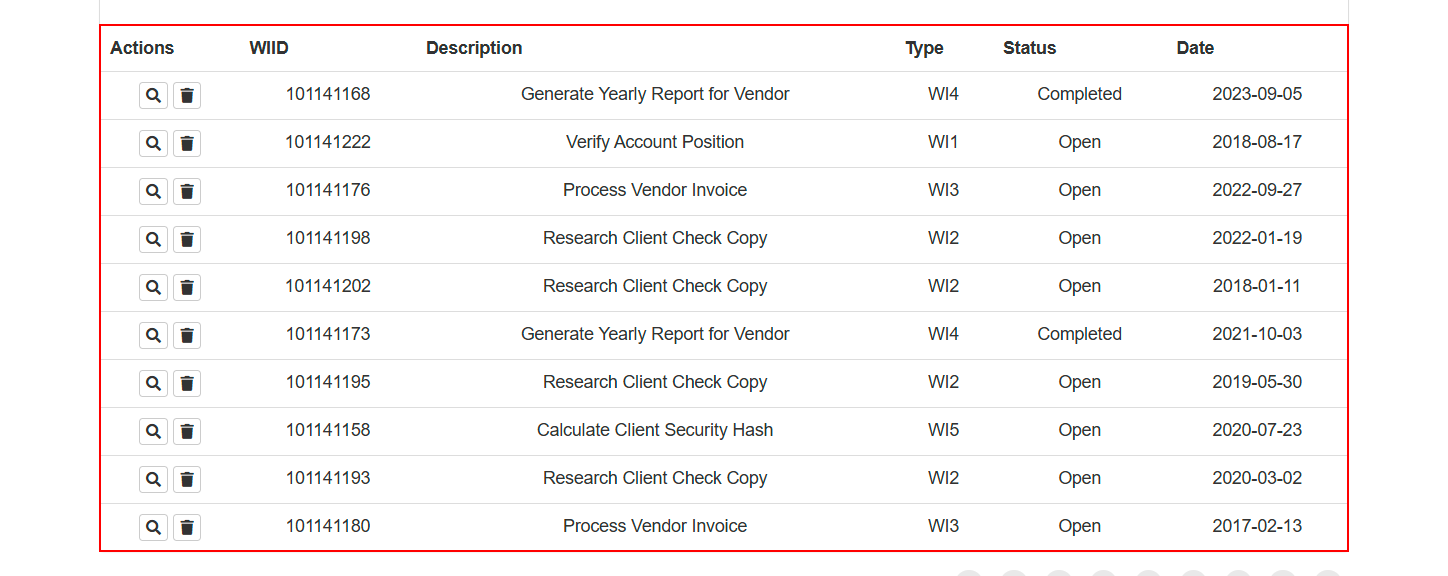 Actions WIID Description Type Status Date
101141168 Generate Yearly Report for Vendor WI4 Completed 2023-09-05
101141222 Verify Account Position WI1 Open 2018-08-17
101141176 Process Vendor Invoice WI3 Open 2022-09-27
101141198 Research Client Check Copy WI2 Open 2022-01-19
101141202 Research Client Check Copy WI2 Open 2018-01-11
101141173 Generate Yearly Report for Vendor WI4 Completed 2021-10-03
101141195 Research Client Check Copy WI2 Open 2019-05-30
101141158 Calculate Client Security Hash WI5 Open 2020-07-23
101141193 Research Client Check Copy WI2 Open 2020-03-02
101141180 Process Vendor Invoice WI3 Open 2017-02-13